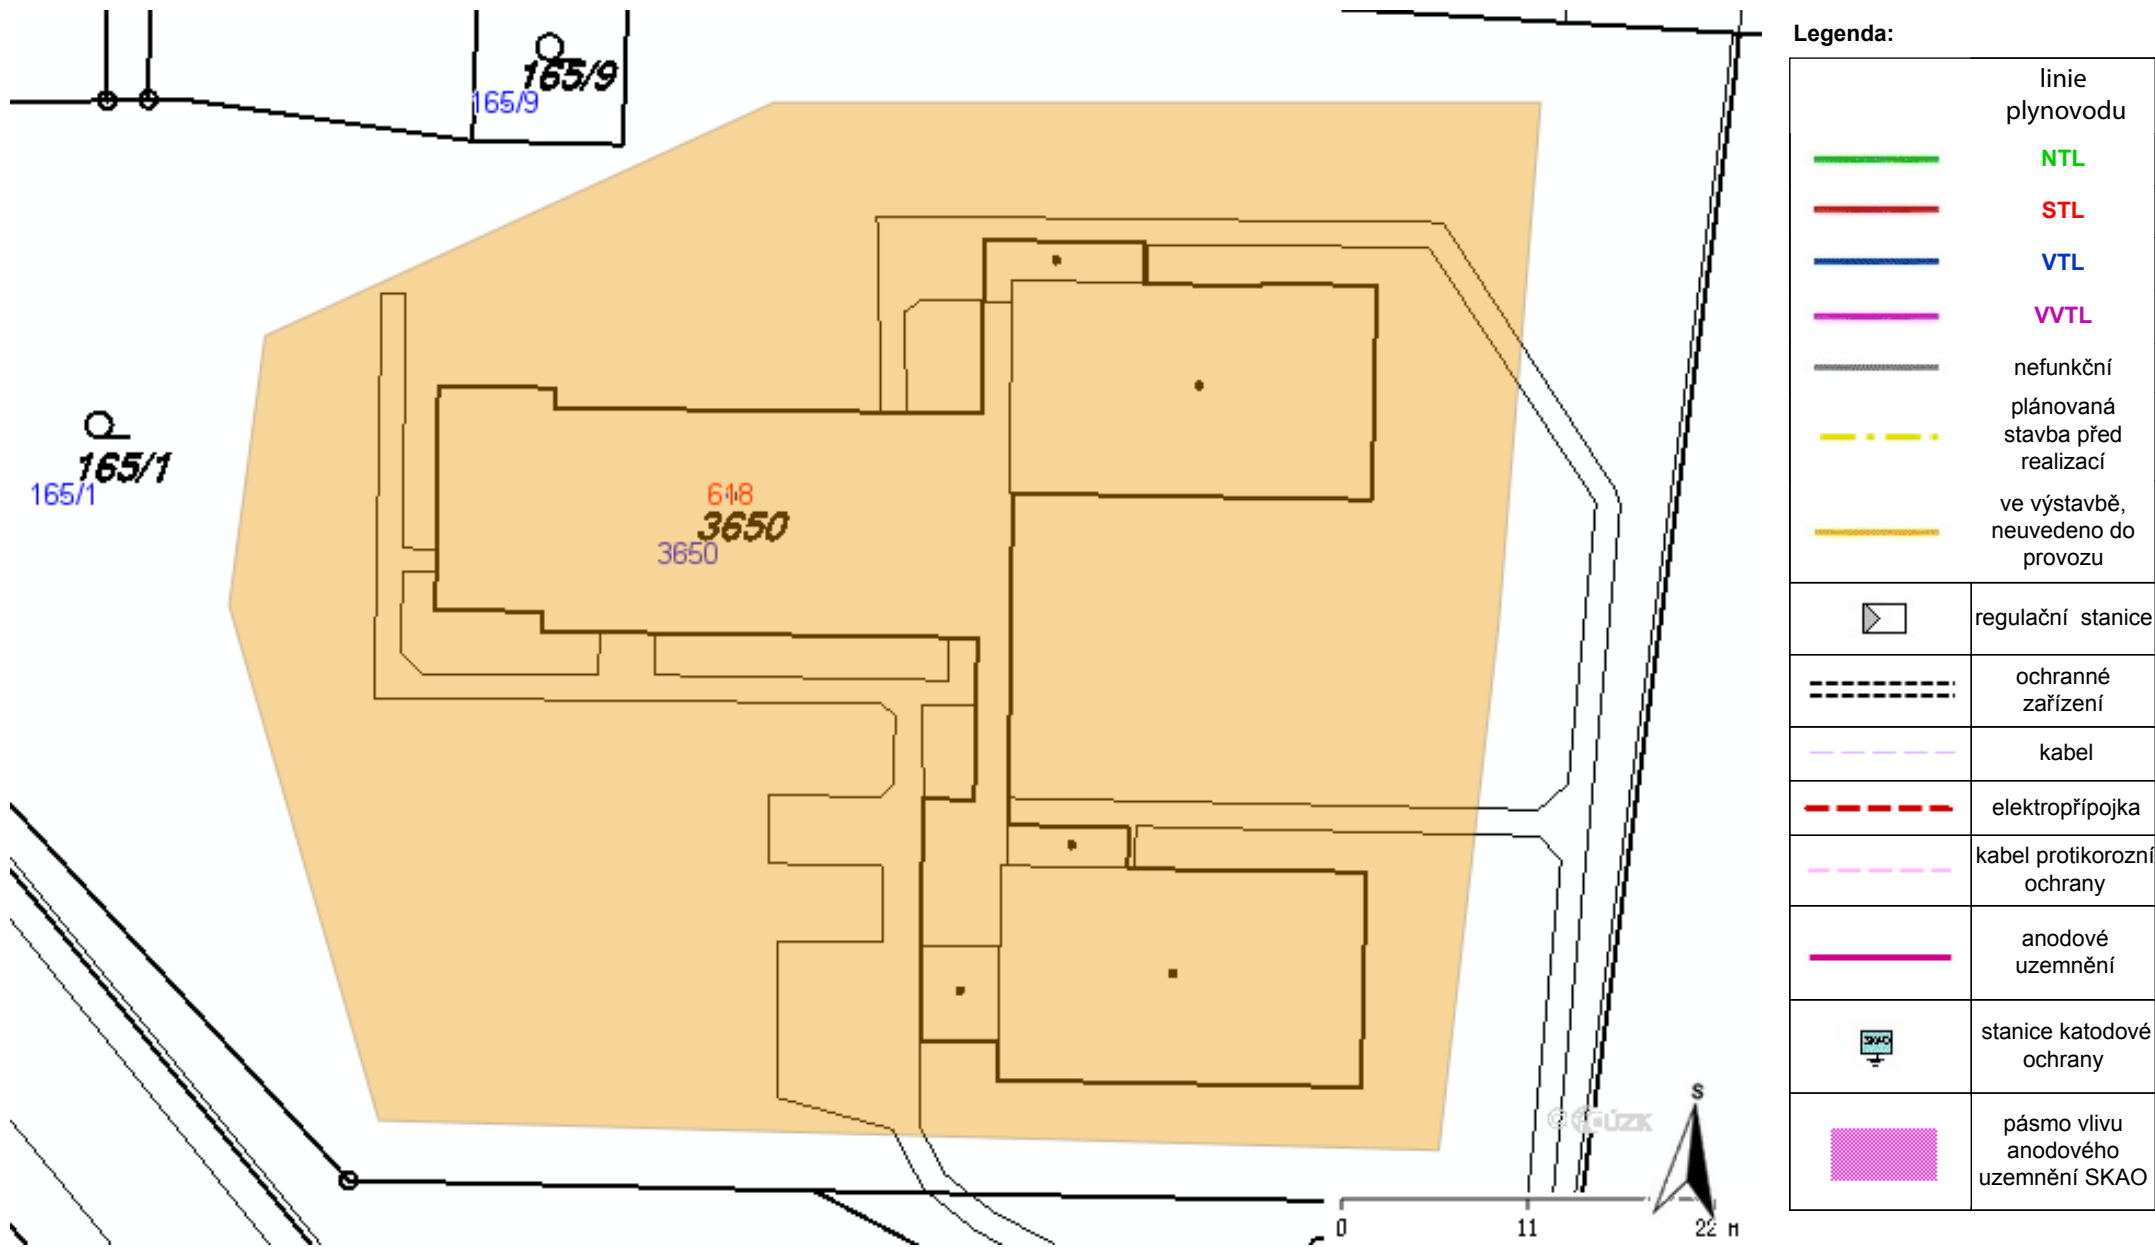 165/9
165/9
165/1
165/1
618
3650
3650
© ČÚZK
S
0 11 22 M
Legenda:
linie
plynovodu
NTL
STL
VTL
VVTL
nefunkční
plánovaná
stavba před
realizací
ve výstavbě,
neuvedeno do
provozu
regulační stanice
ochranné
zařízení
kabel
elektropřípojka
kabel protikorozní
ochrany
anodové
uzemnění
SKAO
stanice katodové
ochrany
pásmo vlivu
anodového
uzemnění SKAO